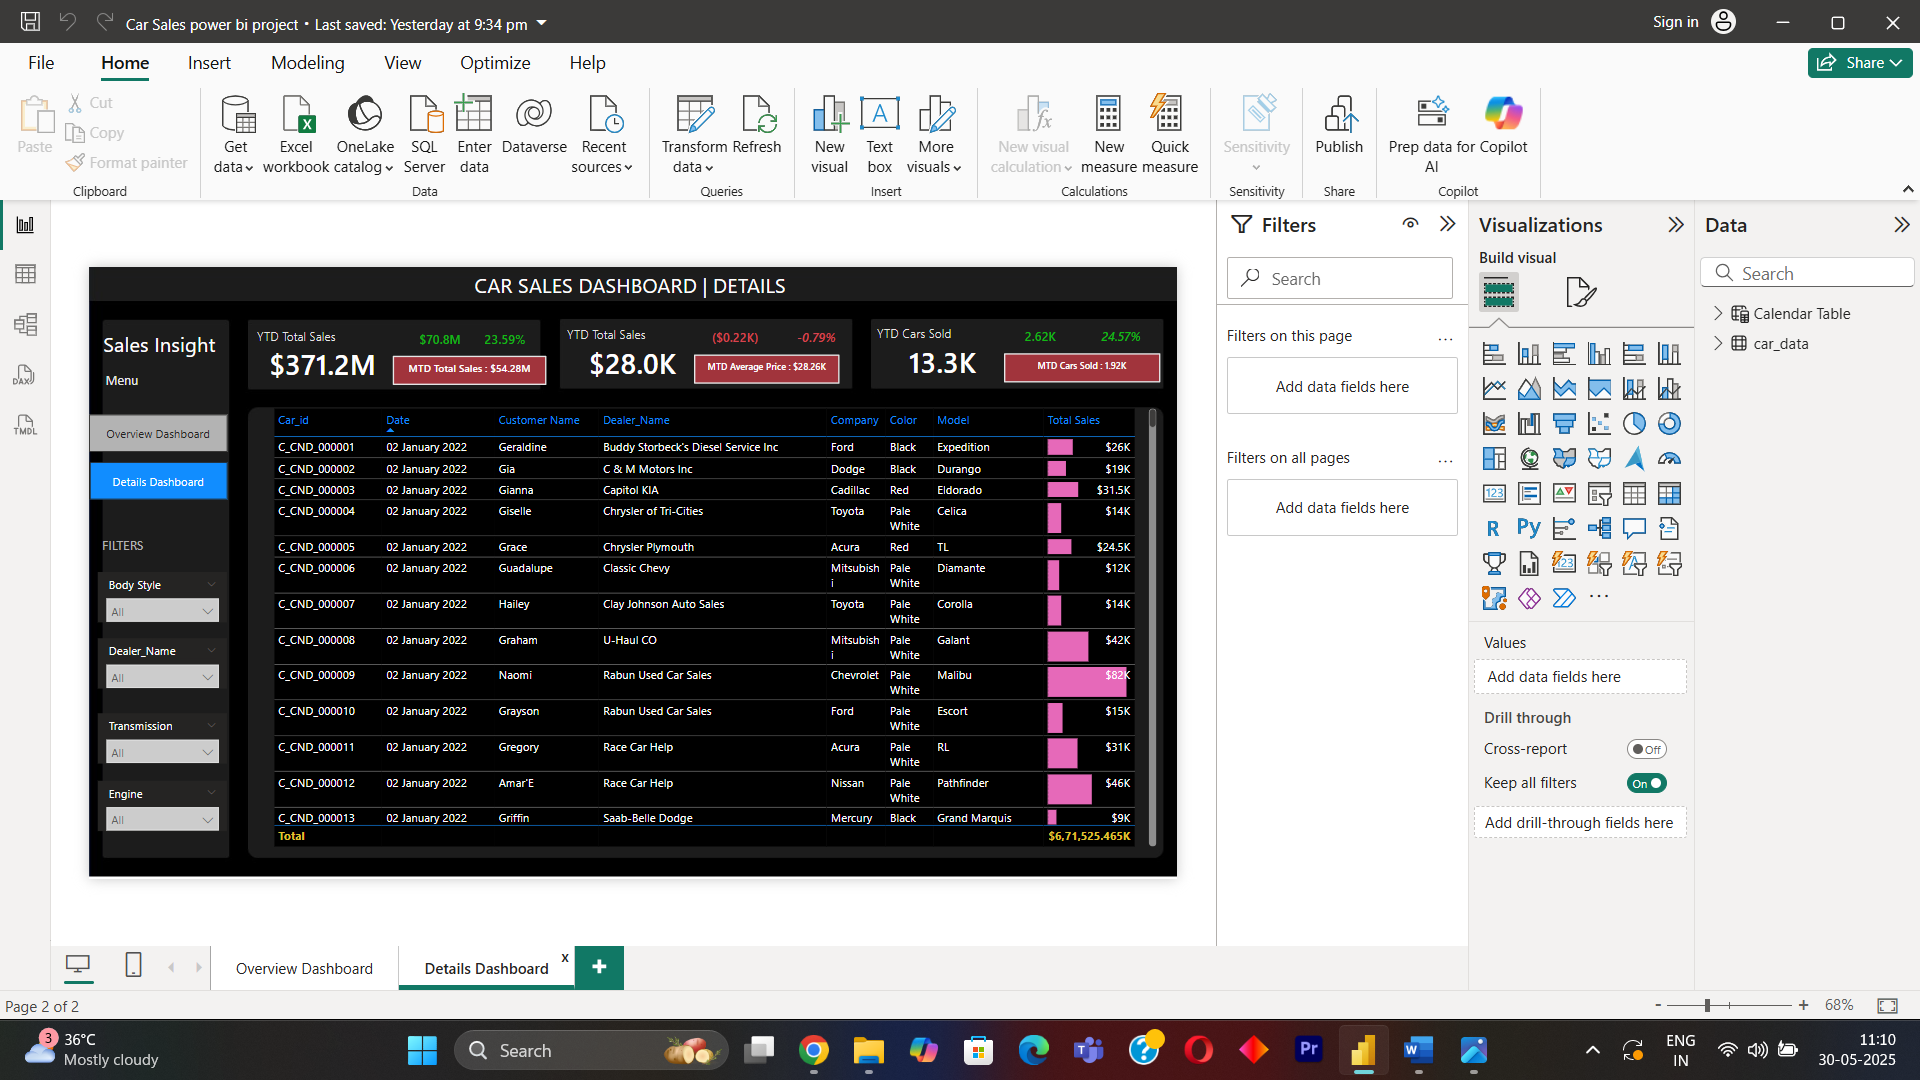 Car Sales power bi project • Last saved: Yesterday at 9:34 pm
Sign in
File
Home
Insert
Modeling
View
Optimize
Help
Share
Paste
Cut
Copy
Format painter
Clipboard
Get data
Excel workbook
OneLake catalog
SQL Server
Enter data
Dataverse
Recent sources
Data
Transform data
Refresh
Queries
New visual
Text box
More visuals
Insert
New visual calculation
New measure
Quick measure
Calculations
Sensitivity
Sensitivity
Publish
Share
Prep data for AI
Copilot
Copilot
CAR SALES DASHBOARD | DETAILS
Sales Insight
Menu
Overview Dashboard
Details Dashboard
FILTERS
Body Style
All
Dealer_Name
All
Transmission
All
Engine
All
YTD Total Sales
$70.8M 23.59%
$371.2M
MTD Total Sales : $54.28M
YTD Total Sales
($0.22K) -0.79%
$28.0K
MTD Average Price : $28.26K
YTD Cars Sold
2.62K 24.57%
13.3K
MTD Cars Sold : 1.92K
Car_id Date Customer Name Dealer_Name Company Color Model Total Sales
C_CND_000001 02 January 2022 Geraldine Buddy Storbeck's Diesel Service Inc Ford Black Expedition $26K
C_CND_000002 02 January 2022 Gia C & M Motors Inc Dodge Black Durango $19K
C_CND_000003 02 January 2022 Gianna Capitol KIA Cadillac Red Eldorado $31.5K
C_CND_000004 02 January 2022 Giselle Chrysler of Tri-Cities Toyota Pale White Celica $14K
C_CND_000005 02 January 2022 Grace Chrysler Plymouth Acura Red TL $24.5K
C_CND_000006 02 January 2022 Guadalupe Classic Chevy Mitsubishi Pale White Diamante $12K
C_CND_000007 02 January 2022 Hailey Clay Johnson Auto Sales Toyota Pale White Corolla $14K
C_CND_000008 02 January 2022 Graham U-Haul CO Mitsubishi Pale White Galant $42K
C_CND_000009 02 January 2022 Naomi Rabun Used Car Sales Chevrolet Pale White Malibu $82K
C_CND_000010 02 January 2022 Grayson Rabun Used Car Sales Ford Pale White Escort $15K
C_CND_000011 02 January 2022 Gregory Race Car Help Acura Pale White RL $31K
C_CND_000012 02 January 2022 Amar'E Race Car Help Nissan Pale White Pathfinder $46K
C_CND_000013 02 January 2022 Griffin Saab-Belle Dodge Mercury Black Grand Marquis $9K
Total $6,71,525.465K
Filters
Search
Filters on this page ...
Add data fields here
Filters on all pages ...
Add data fields here
Visualizations
Build visual
123
R
Py
123
...
Values
Add data fields here
Drill through
Cross-report Off
Keep all filters On
Add drill-through fields here
Data
Search
Calendar Table
car_data
DAX
TMDL
Overview Dashboard
Details Dashboard x
+
Page 2 of 2
- + 68%
3
36°C
Mostly cloudy
Search
Pr
W
T
ENG
IN
11:10
30-05-2025